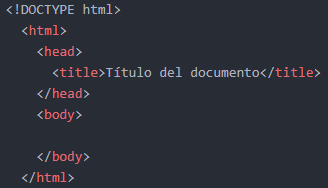 <!DOCTYPE html>
<html>
<head>
<title>Título del documento</title>
</head>
<body>
</body>
</html>